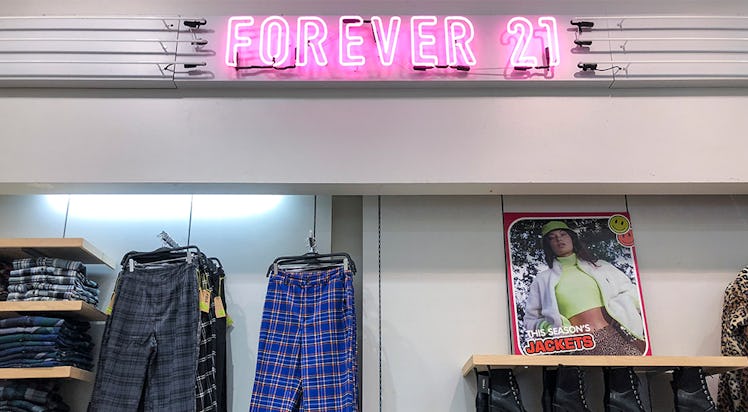 FOREVER 21
THIS SEASON'S
JACKETS